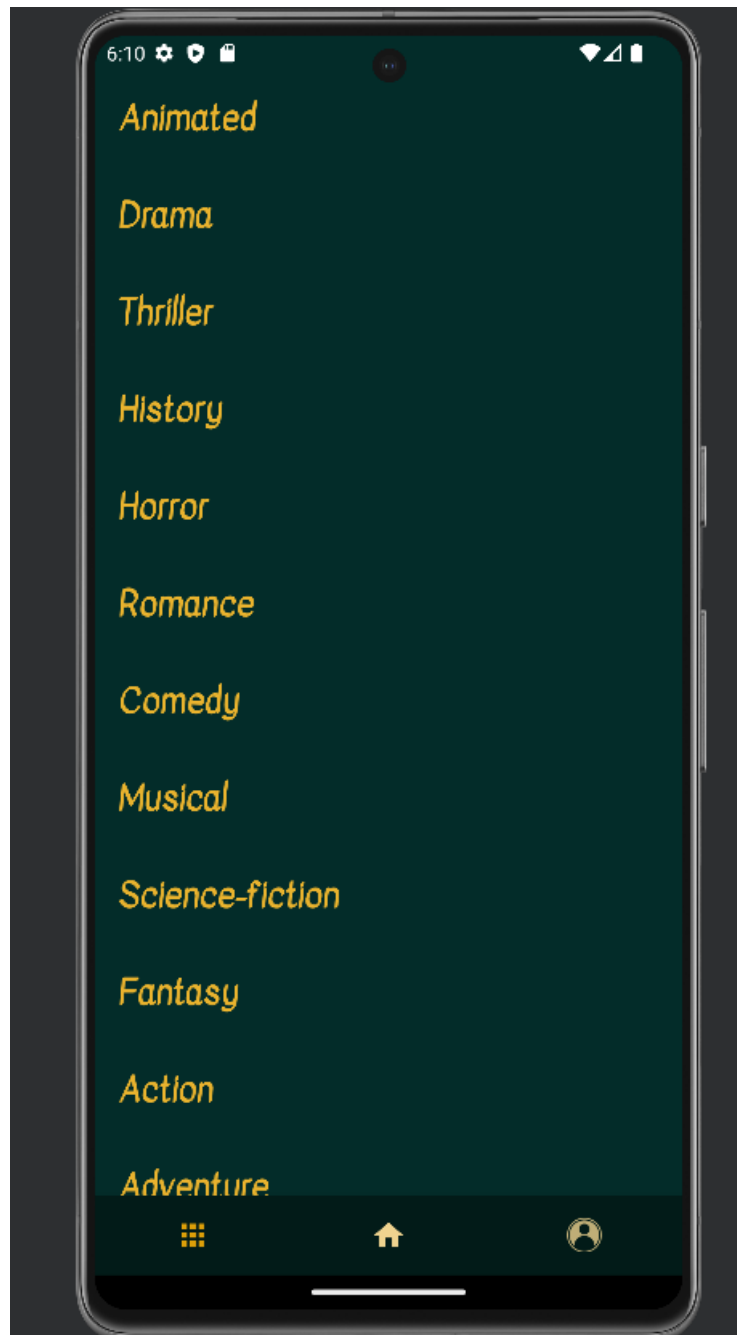 6:10
Animated
Drama
Thriller
History
Horror
Romance
Comedy
Musical
Science-fiction
Fantasy
Action
Adventure